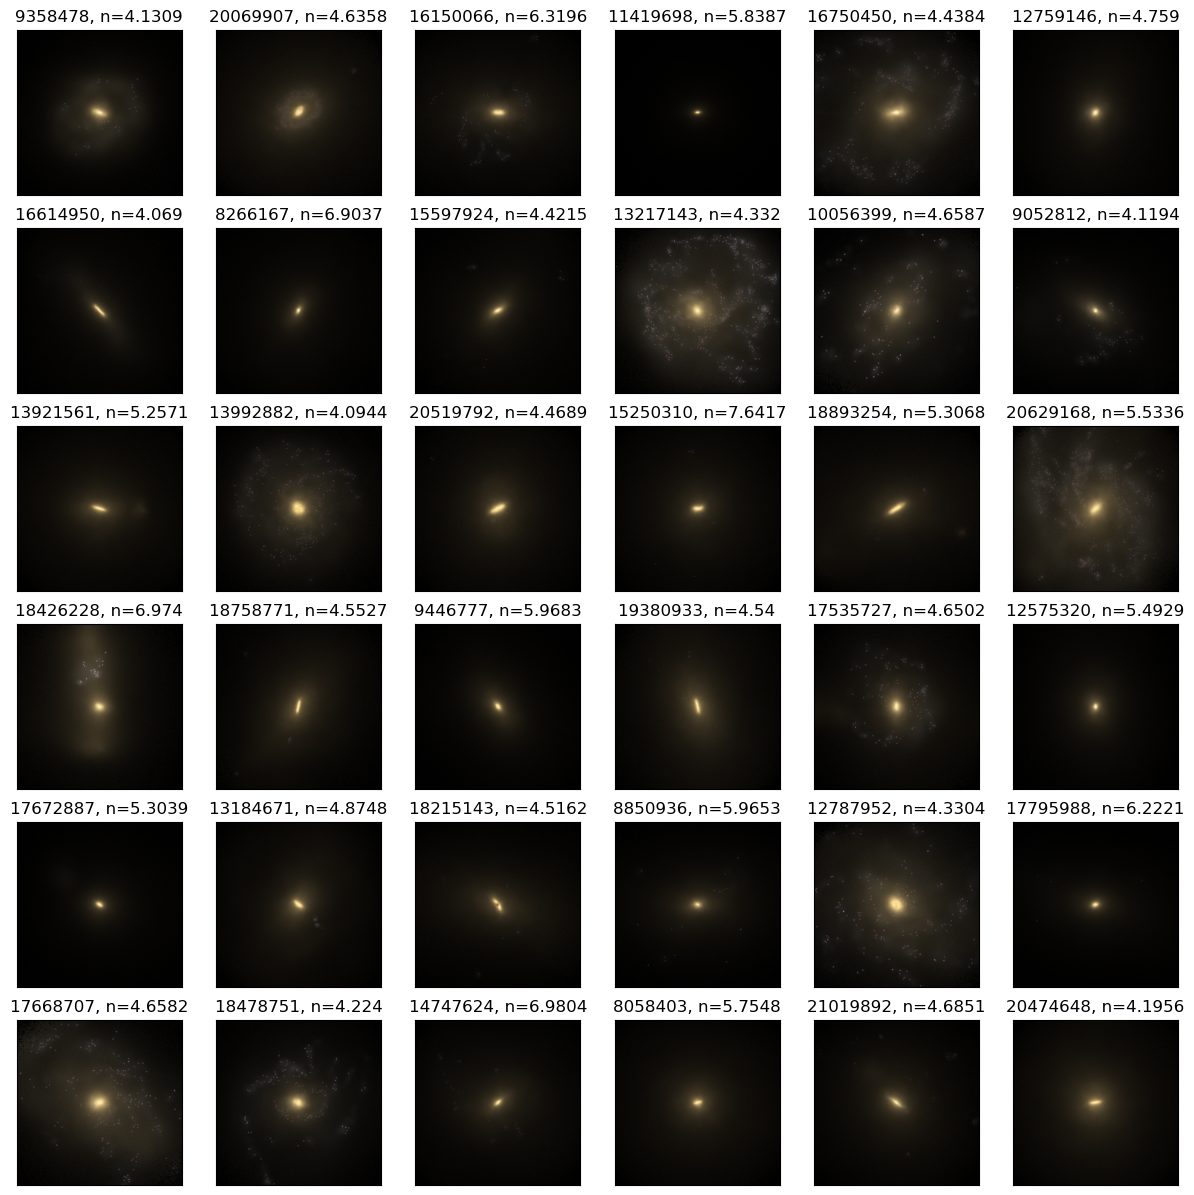 9358478, n=4.1309
20069907, n=4.6358
16150066, n=6.3196
11419698, n=5.8387
16750450, n=4.4384
12759146, n=4.759
16614950, n=4.069
8266167, n=6.9037
15597924, n=4.4215
13217143, n=4.332
10056399, n=4.6587
9052812, n=4.1194
13921561, n=5.2571
13992882, n=4.0944
20519792, n=4.4689
15250310, n=7.6417
18893254, n=5.3068
20629168, n=5.5336
18426228, n=6.974
18758771, n=4.5527
9446777, n=5.9683
19380933, n=4.54
17535727, n=4.6502
12575320, n=5.4929
17672887, n=5.3039
13184671, n=4.8748
18215143, n=4.5162
8850936, n=5.9653
12787952, n=4.3304
17795988, n=6.2221
17668707, n=4.6582
18478751, n=4.224
14747624, n=6.9804
8058403, n=5.7548
21019892, n=4.6851
20474648, n=4.1956